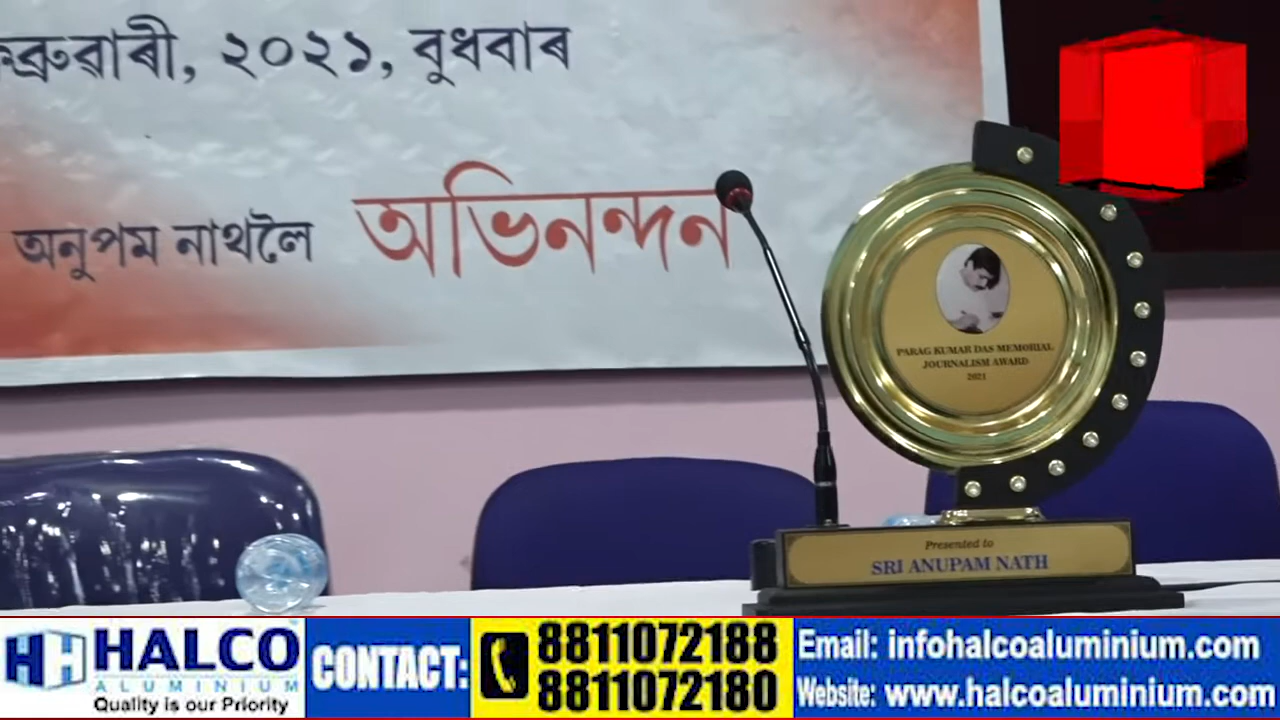 ফেব্ৰুৱাৰী, ২০২১, বুধবাৰ
অনুপম নাথলৈ অভিনন্দন
PARAG KUMAR DAS MEMORIAL
JOURNALISM AWARD
2021
Presented to
SRI ANUPAM NATH
HALCO
ALUMINIUM
Quality is our Priority
CONTACT:
8811072188
8811072180
Email: infohalcoaluminium.com
Website: www.halcoaluminium.com